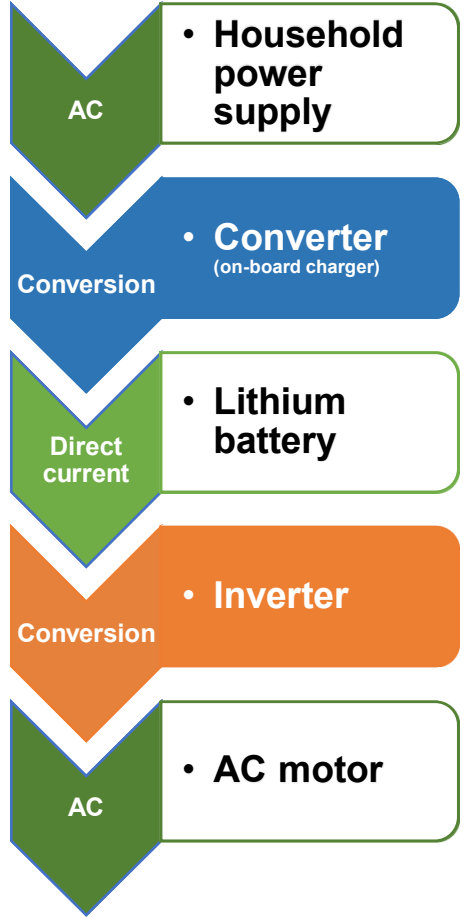 AC
• Household
power
supply
Conversion
• Converter
(on-board charger)
Direct
current
• Lithium
battery
Conversion
• Inverter
AC
• AC motor